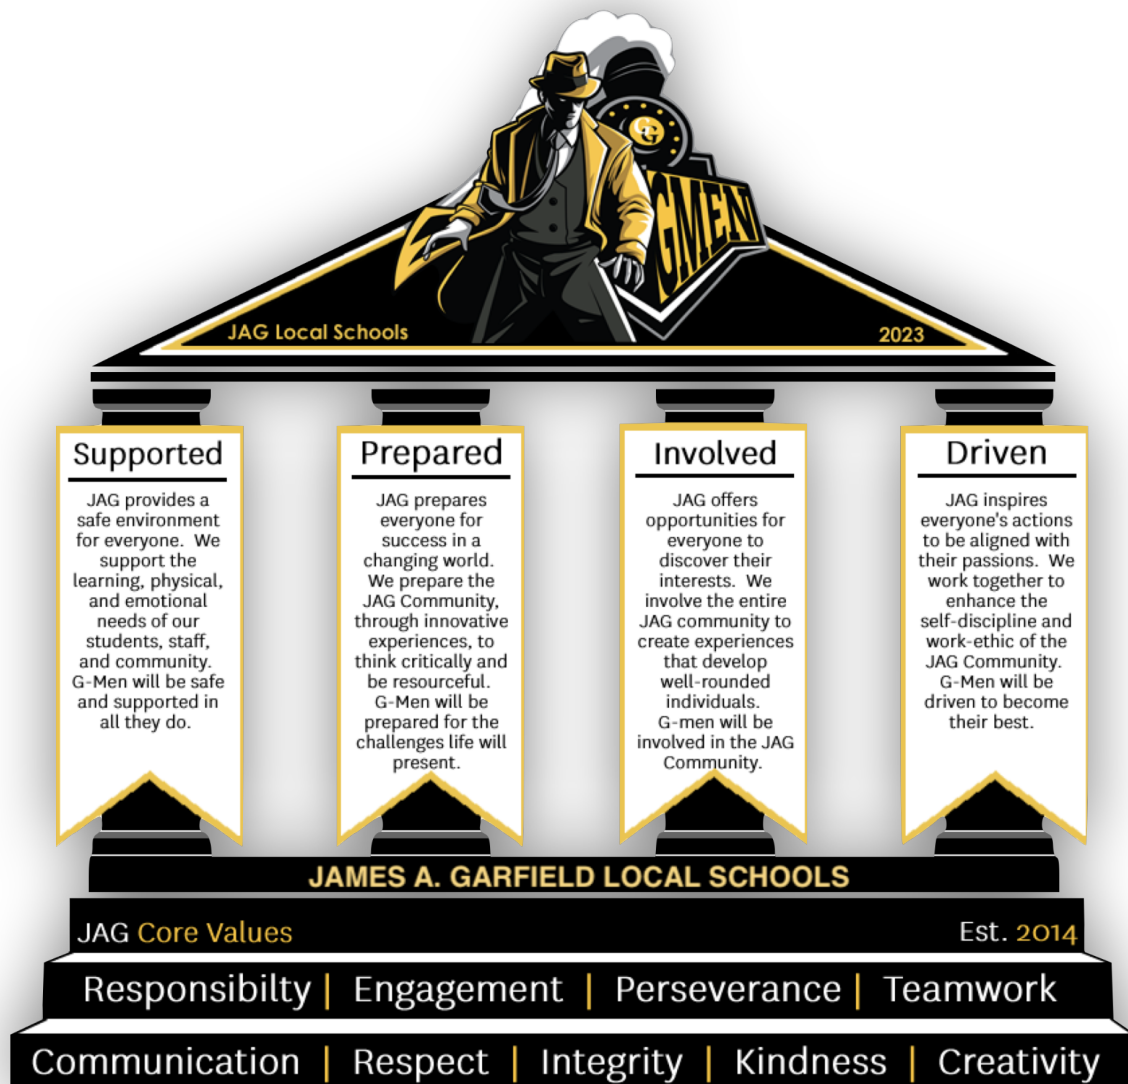 GG
GMEN
JAG Local Schools
2023
Supported
JAG provides a
safe environment
for everyone.  We
support the
learning, physical,
and emotional
needs of our
students, staff,
and community.
G-Men will be safe
and supported in
all they do.
Prepared
JAG prepares
everyone for
success in a
changing world.
We prepare the
JAG Community,
through innovative
experiences, to
think critically and
be resourceful.
G-Men will be
prepared for the
challenges life will
present.
Involved
JAG offers
opportunities for
everyone to
discover their
interests.  We
involve the entire
JAG community to
create experiences
that develop
well-rounded
individuals.
G-men will be
involved in the JAG
Community.
Driven
JAG inspires
everyone's actions
to be aligned with
their passions.  We
work together to
enhance the
self-discipline and
work-ethic of the
JAG Community.
G-Men will be
driven to become
their best.
JAMES A. GARFIELD LOCAL SCHOOLS
JAG Core Values
Est. 2014
Responsibilty | Engagement | Perseverance | Teamwork
Communication | Respect | Integrity | Kindness | Creativity